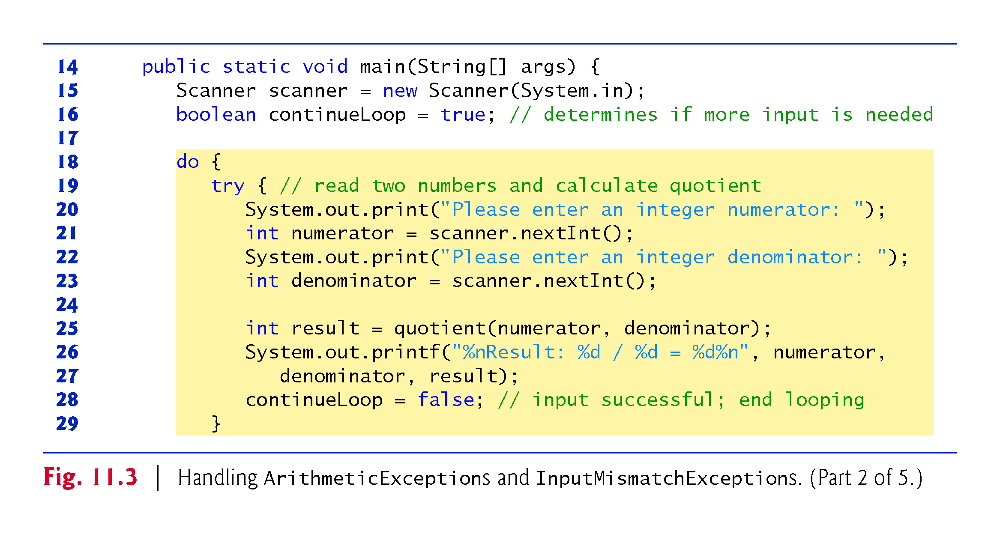 14 public static void main(String[] args) {
15 Scanner scanner = new Scanner(System.in);
16 boolean continueLoop = true; // determines if more input is needed
17
18 do {
19 try { // read two numbers and calculate quotient
20 System.out.print("Please enter an integer numerator: ");
21 int numerator = scanner.nextInt();
22 System.out.print("Please enter an integer denominator: ");
23 int denominator = scanner.nextInt();
24
25 int result = quotient(numerator, denominator);
26 System.out.printf("%nResult: %d / %d = %d%n", numerator,
27 denominator, result);
28 continueLoop = false; // input successful; end looping
29 }
Fig. 11.3 | Handling ArithmeticExceptions and InputMismatchExceptions. (Part 2 of 5.)